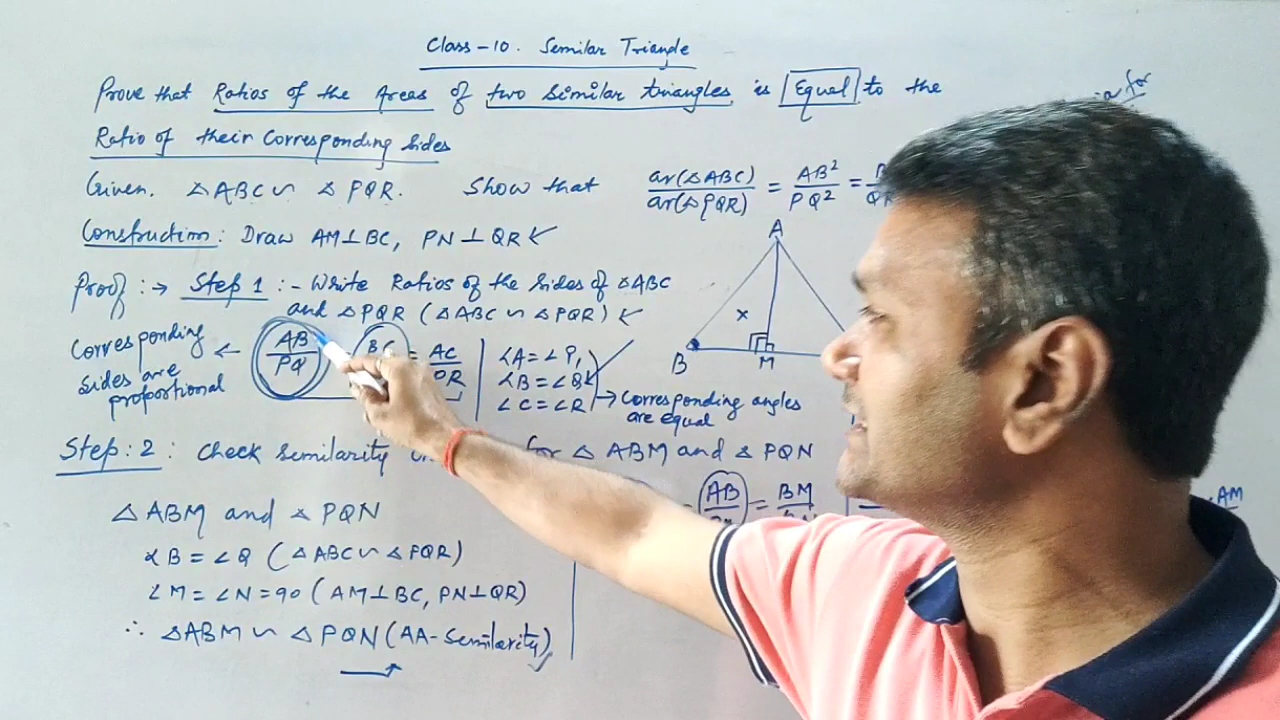 Class-10. Semilar Triangle
Prove that Ratios of the Areas of two Similar triangles is Equal to the
Ratio of their Corresponding Sides
Given. △ABC ∽ △PQR. Show that ar(△ABC)/ar(△PQR) = AB²/PQ² =
Construction: Draw AM⊥BC, PN⊥QR
Proof :→ Step 1 :- Write Ratios of the Sides of △ABC
and △PQR (△ABC ∽ △PQR)
Corresponding sides are proportional ← AB/PQ = AC/PR
∠A=∠P,
∠B=∠Q
∠C=∠R
→ Corresponding angles are equal
A
x
B
M
Step:2: Check Similarity for △ABM and △PQN
△ABM and △PQN
∠B=∠Q (△ABC ∽ △PQR)
∠M=∠N=90 (AM⊥BC, PN⊥QR)
∴ △ABM ∽ △PQN (AA-Similarity)
AB = BM
AM